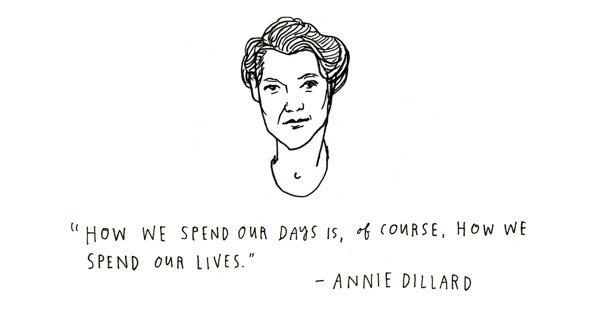 "HOW WE SPEND OUR DAYS IS, of COURSE, HOW WE
SPEND OUR LIVES."
- ANNIE DILLARD